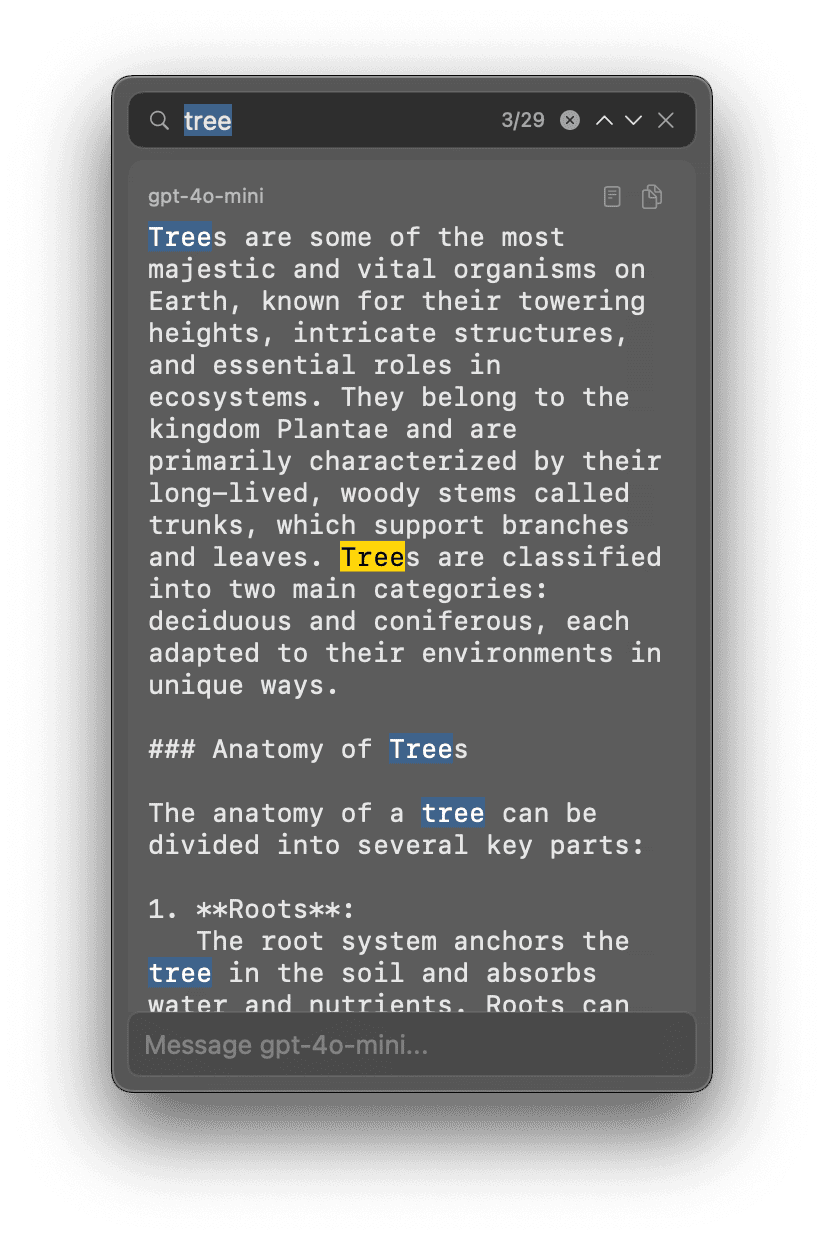 tree 3/29
gpt-4o-mini
Trees are some of the most
majestic and vital organisms on
Earth, known for their towering
heights, intricate structures,
and essential roles in
ecosystems. They belong to the
kingdom Plantae and are
primarily characterized by their
long-lived, woody stems called
trunks, which support branches
and leaves. Trees are classified
into two main categories:
deciduous and coniferous, each
adapted to their environments in
unique ways.
### Anatomy of Trees
The anatomy of a tree can be
divided into several key parts:
1. **Roots**:
The root system anchors the
tree in the soil and absorbs
water and nutrients. Roots can
Message gpt-4o-mini...